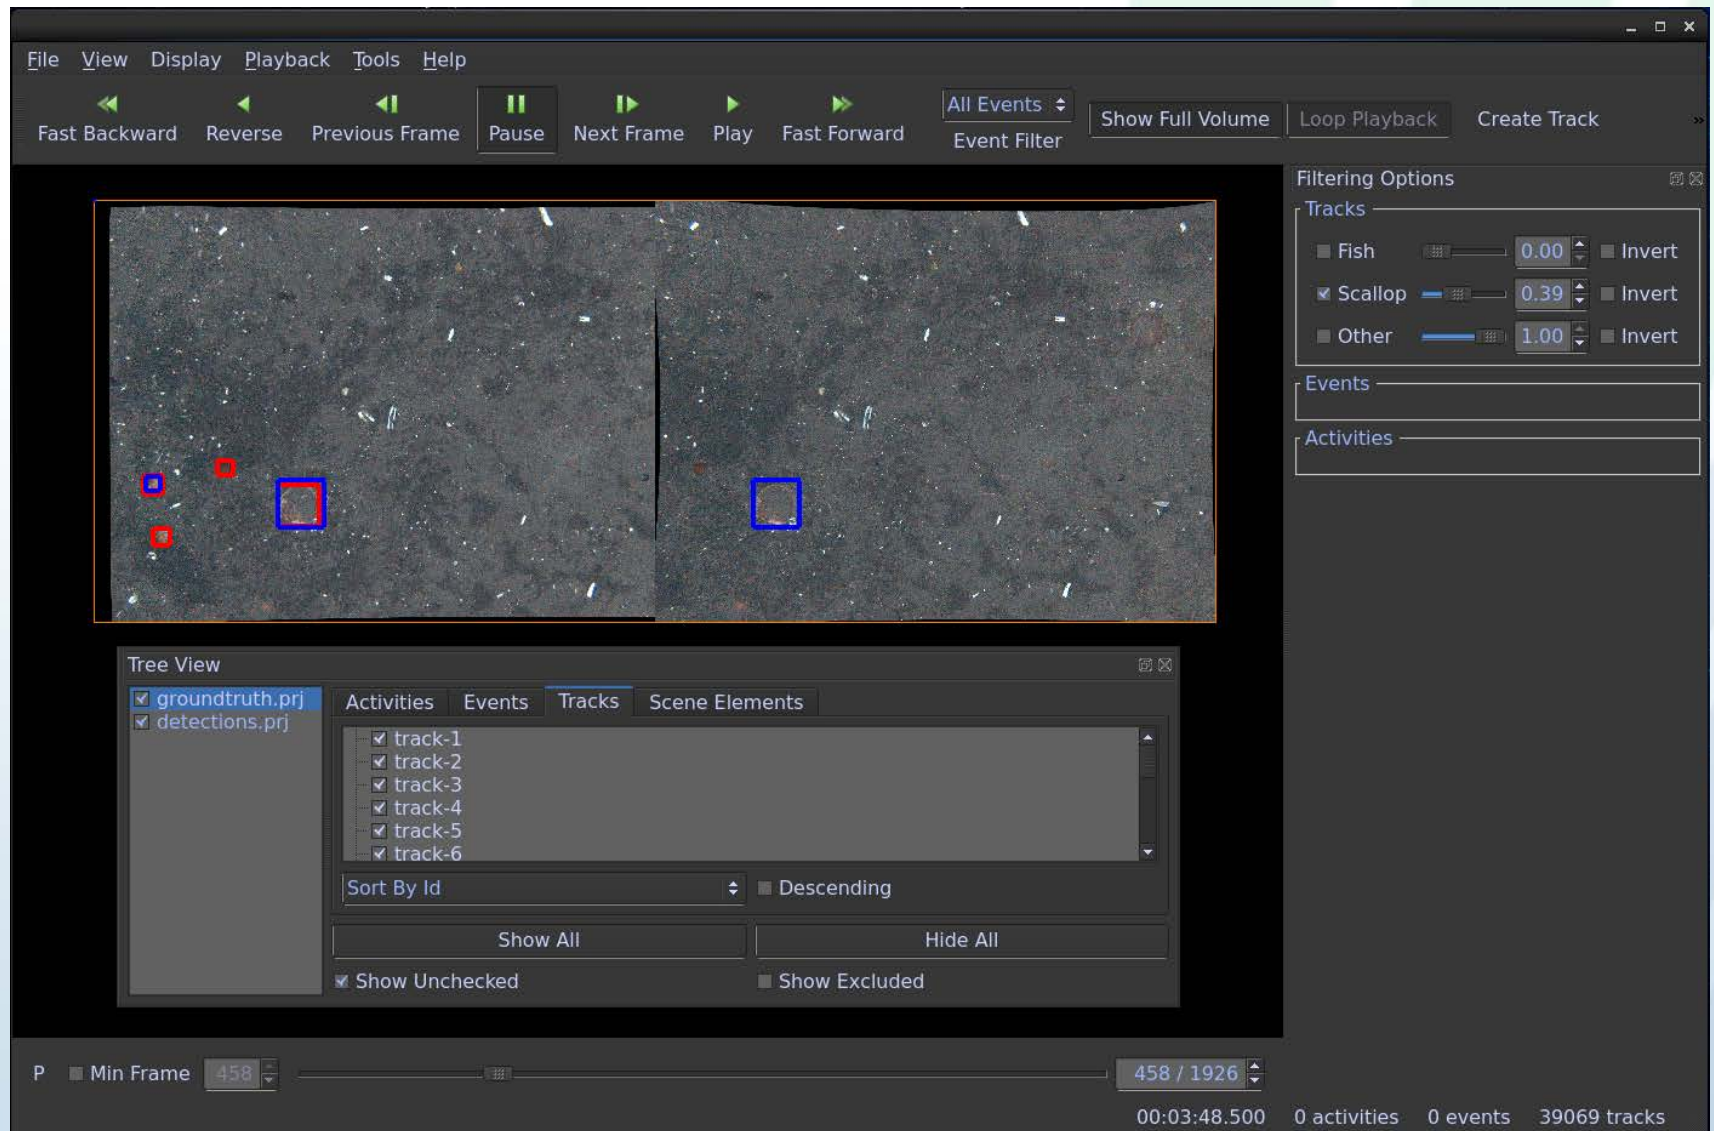 File View Display Playback Tools Help
Fast Backward Reverse Previous Frame Pause Next Frame Play Fast Forward
All Events
Event Filter
Show Full Volume Loop Playback Create Track »
Filtering Options
Tracks
Fish 0.00 Invert
Scallop 0.39 Invert
Other 1.00 Invert
Events
Activities
Tree View
groundtruth.prj
detections.prj
Activities Events Tracks Scene Elements
track-1
track-2
track-3
track-4
track-5
track-6
Sort By Id Descending
Show All Hide All
Show Unchecked Show Excluded
P Min Frame 458 458 / 1926
00:03:48.500 0 activities 0 events 39069 tracks